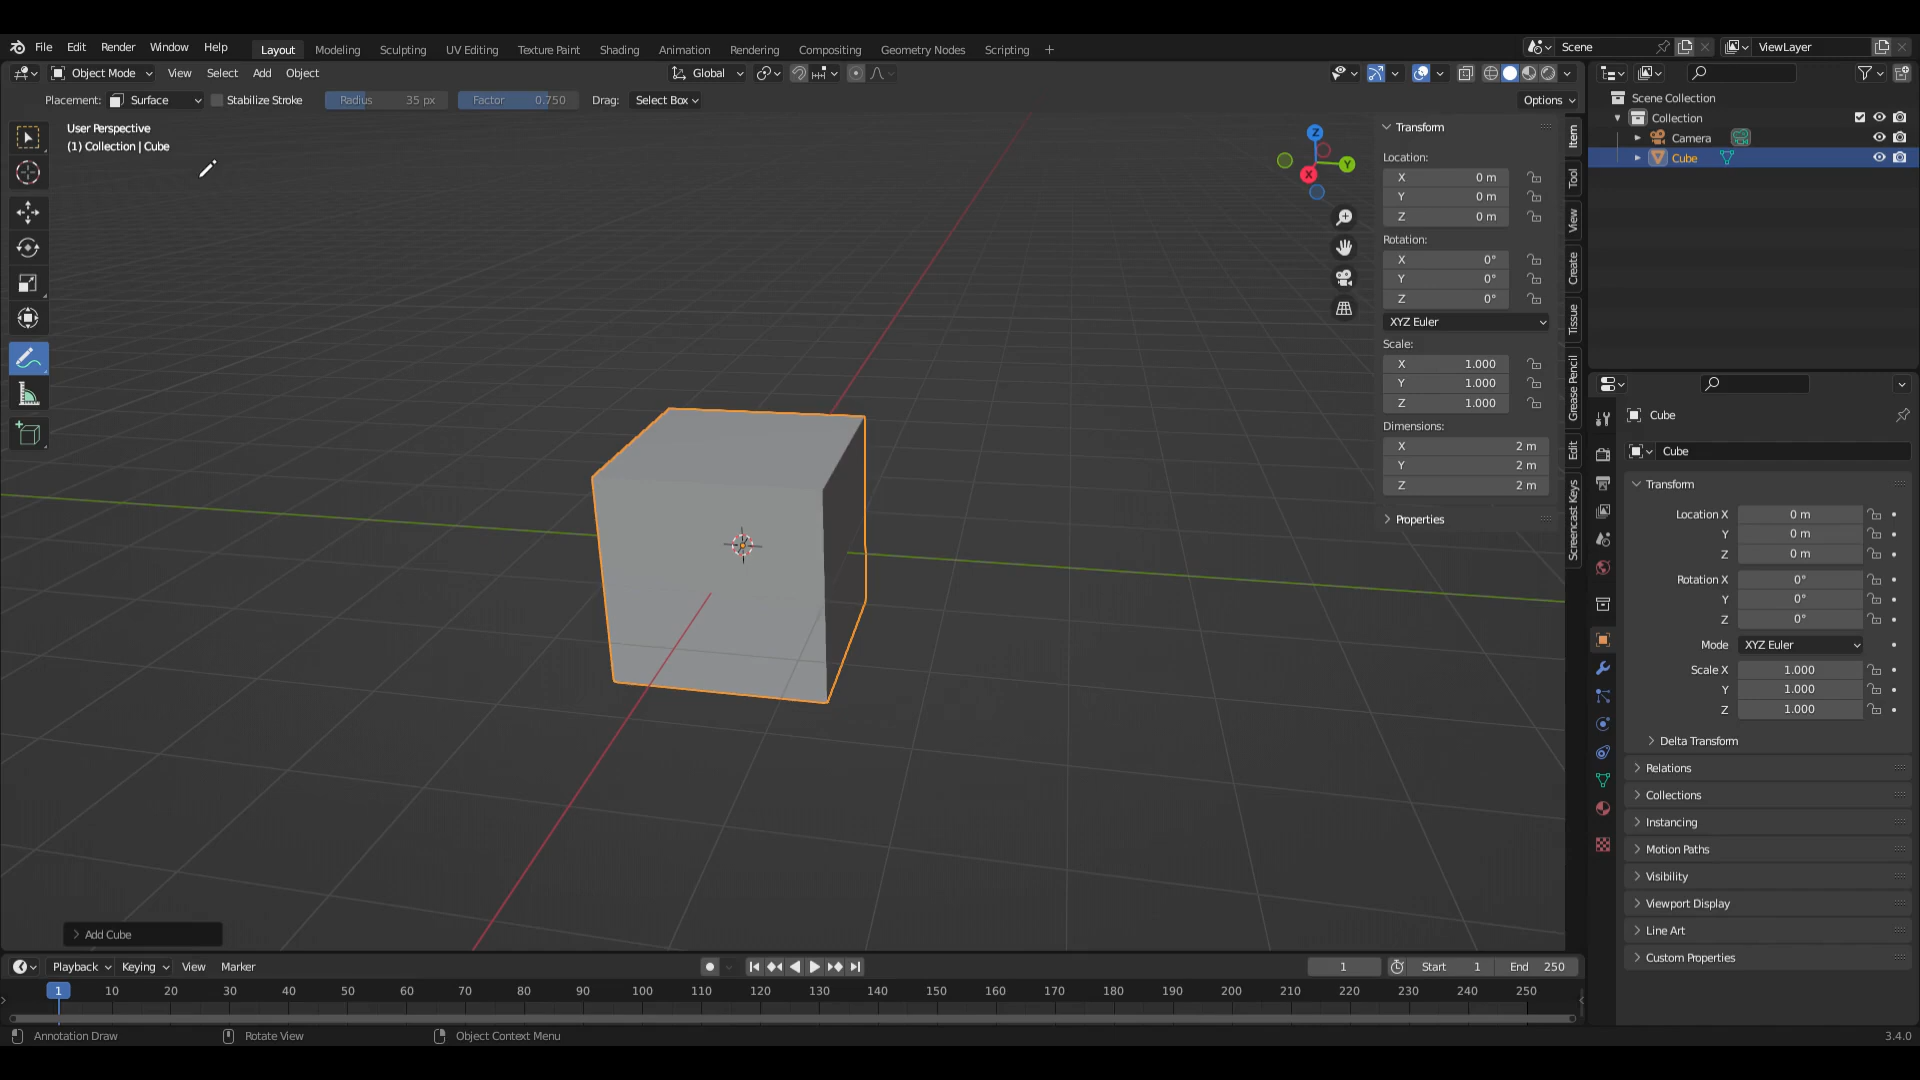 File Edit Render Window Help Layout Modeling Sculpting UV Editing Texture Paint Shading Animation Rendering Compositing Geometry Nodes Scripting + Scene ViewLayer
Object Mode View Select Add Object Global
Placement: Surface Stabilize Stroke Radius 35 px Factor 0.750 Drag: Select Box Options
User Perspective
(1) Collection | Cube
Z
Y
X
Transform
Location:
X 0 m
Y 0 m
Z 0 m
Rotation:
X 0°
Y 0°
Z 0°
XYZ Euler
Scale:
X 1.000
Y 1.000
Z 1.000
Dimensions:
X 2 m
Y 2 m
Z 2 m
Properties
Item
Tool
View
Create
Tissue
Grease Pencil
Edit
Screencast Keys
Scene Collection
Collection
Camera
Cube
Cube
Cube
Transform
Location X 0 m
Y 0 m
Z 0 m
Rotation X 0°
Y 0°
Z 0°
Mode XYZ Euler
Scale X 1.000
Y 1.000
Z 1.000
Delta Transform
Relations
Collections
Instancing
Motion Paths
Visibility
Viewport Display
Line Art
Custom Properties
Add Cube
Playback Keying View Marker 1 Start 1 End 250
1 10 20 30 40 50 60 70 80 90 100 110 120 130 140 150 160 170 180 190 200 210 220 230 240 250
Annotation Draw Rotate View Object Context Menu 3.4.0